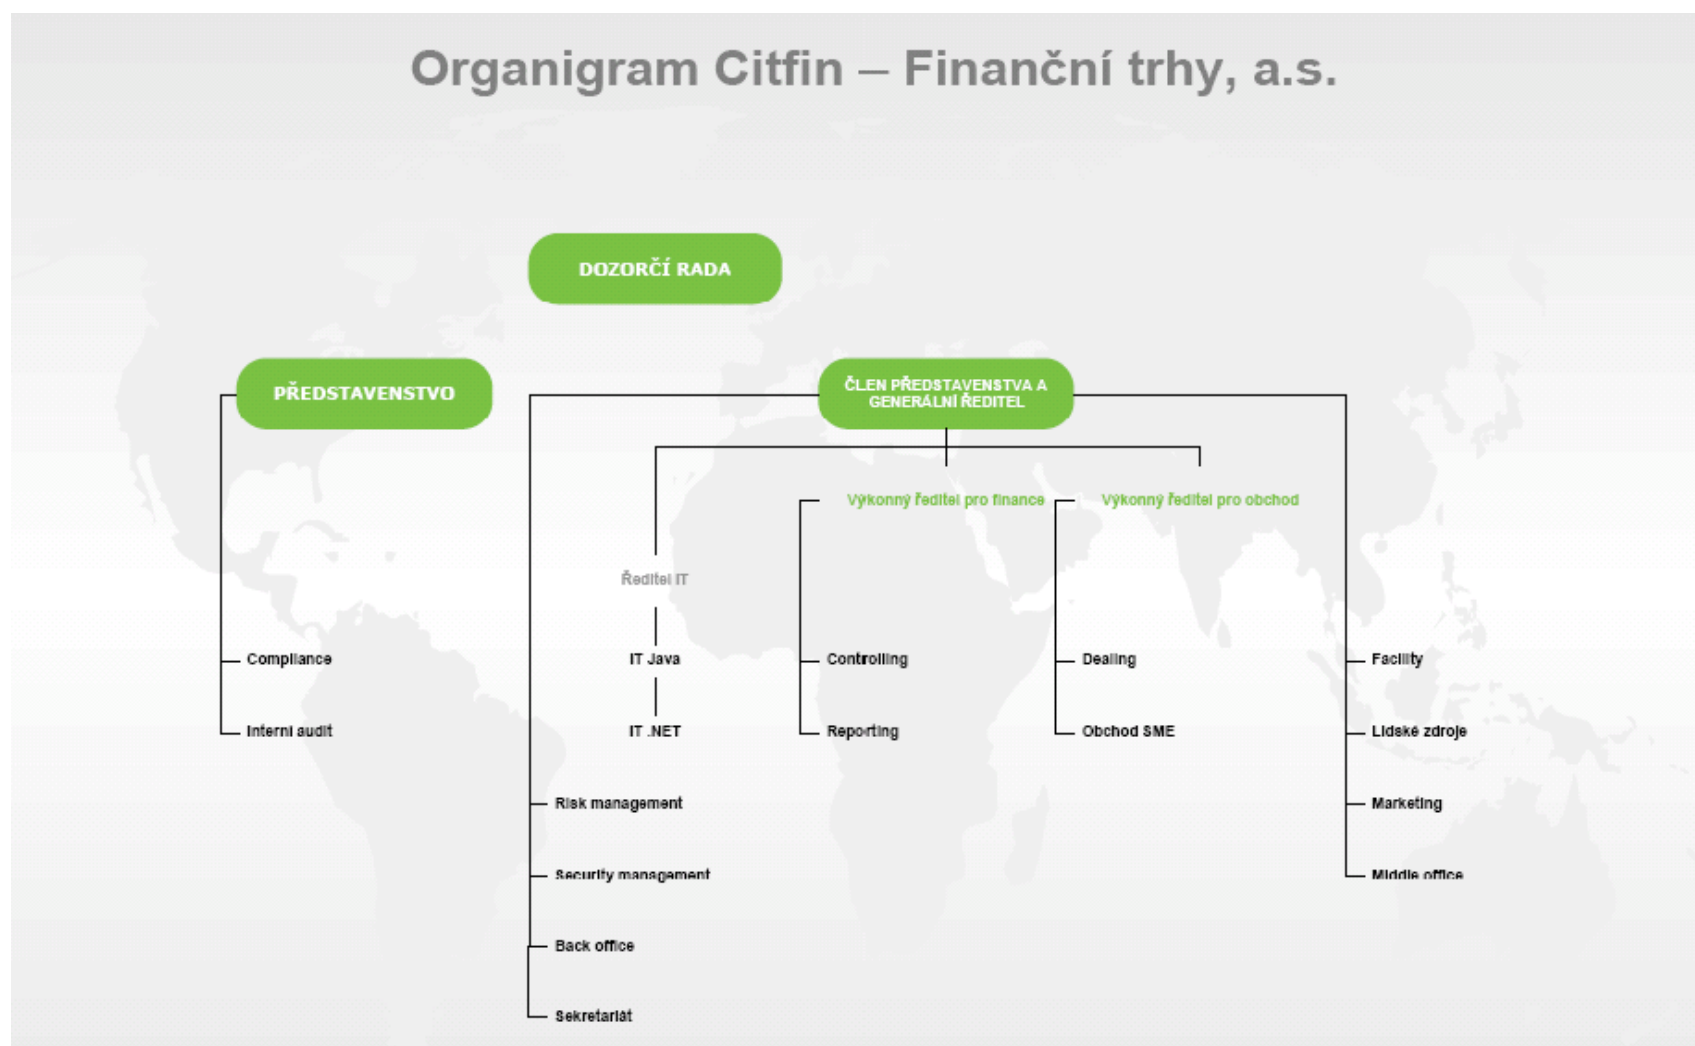 Organigram Citfin – Finanční trhy, a.s.
DOZORČÍ RADA
PŘEDSTAVENSTVO
ČLEN PŘEDSTAVENSTVA A
GENERÁLNÍ ŘEDITEL
Výkonný ředitel pro finance
Výkonný ředitel pro obchod
Ředitel IT
Compliance
IT Java
Controlling
Dealing
Facility
Interní audit
IT .NET
Reporting
Obchod SME
Lidské zdroje
Risk management
Marketing
Security management
Middle office
Back office
Sekretariát